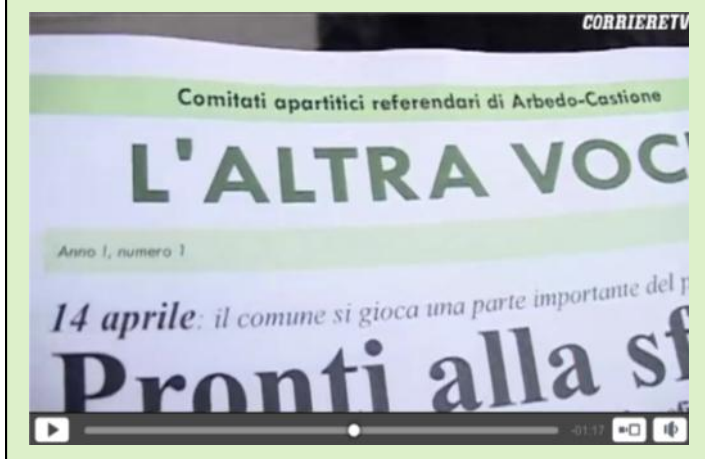 CORRIERETV
Comitati apartitici referendari di Arbedo-Castione
L'ALTRA VOC
Anno I, numero 1
14 aprile: il comune si gioca una parte importante del p
Pronti alla sf
-01:17